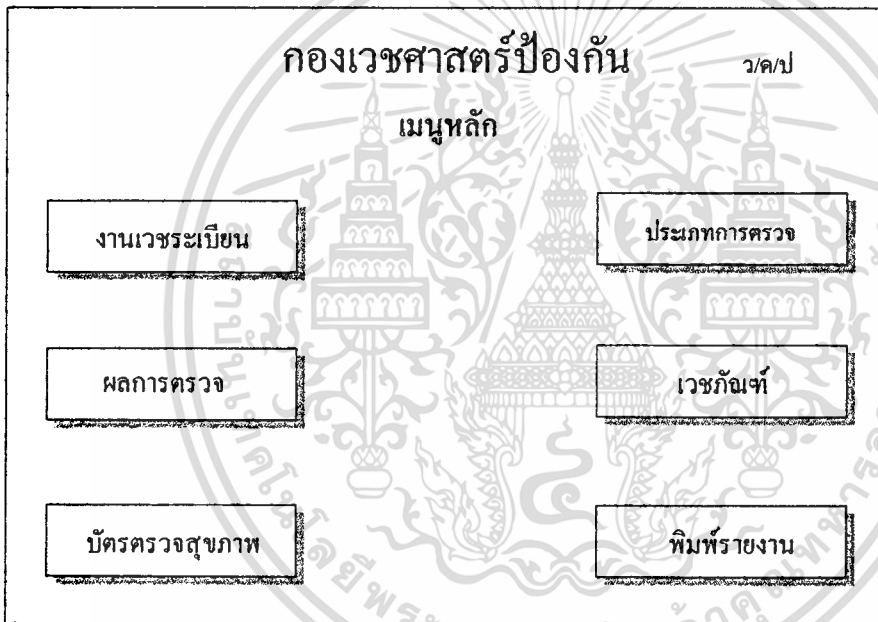 กองเวชศาสตร์ป้องกัน ว/ค/ป
เมนูหลัก
งานเวชระเบียน ประเภทการตรวจ
ผลการตรวจ เวชภัณฑ์
บัตรตรวจสุขภาพ พิมพ์รายงาน